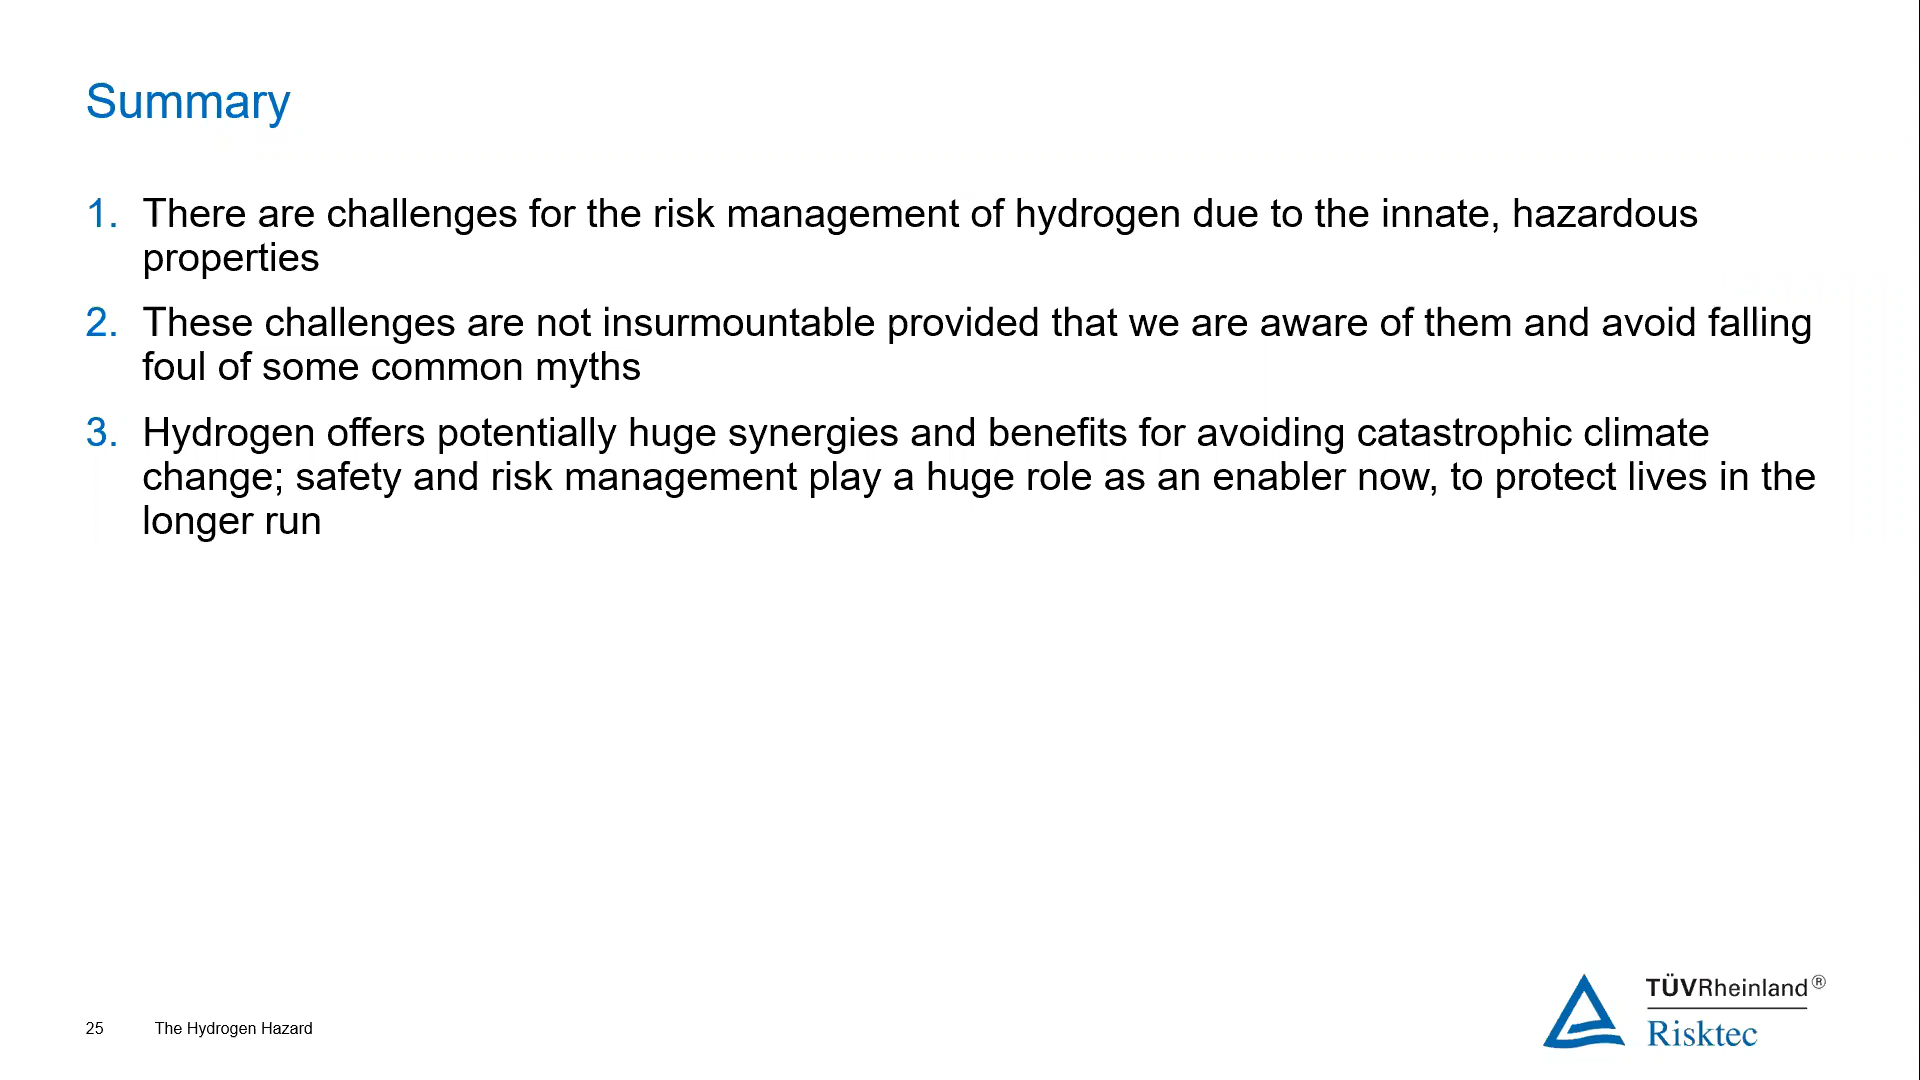 Summary
1. There are challenges for the risk management of hydrogen due to the innate, hazardous
properties
2. These challenges are not insurmountable provided that we are aware of them and avoid falling
foul of some common myths
3. Hydrogen offers potentially huge synergies and benefits for avoiding catastrophic climate
change; safety and risk management play a huge role as an enabler now, to protect lives in the
longer run
25 The Hydrogen Hazard
TÜVRheinland®
Risktec